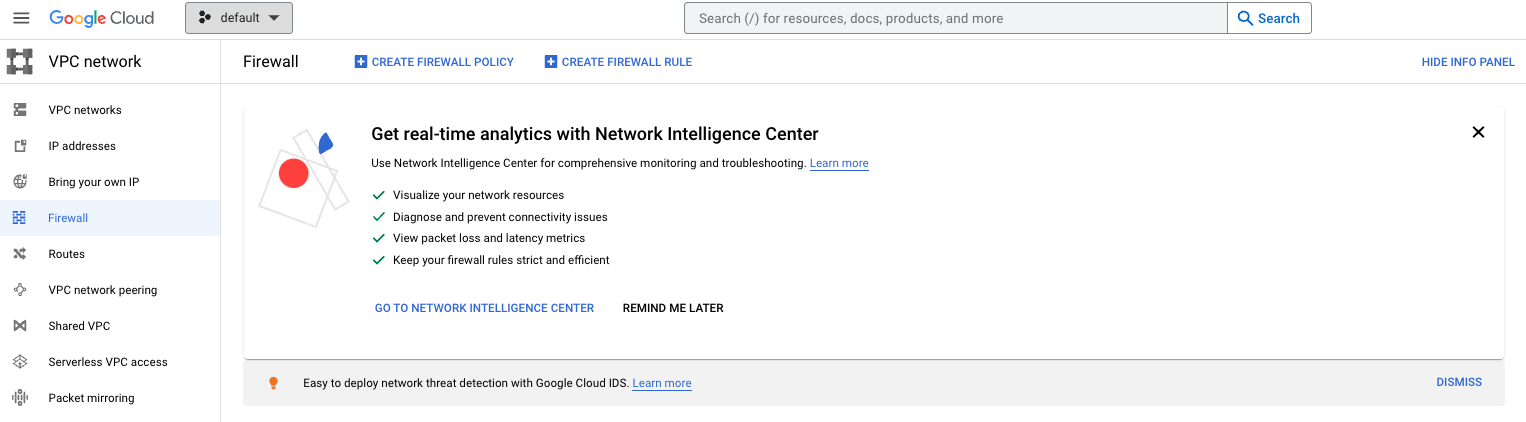 Google Cloud
default
Search (/) for resources, docs, products, and more
Search
VPC network
Firewall
CREATE FIREWALL POLICY
CREATE FIREWALL RULE
HIDE INFO PANEL
VPC networks
IP addresses
Bring your own IP
Firewall
Routes
VPC network peering
Shared VPC
Serverless VPC access
Packet mirroring
Get real-time analytics with Network Intelligence Center
Use Network Intelligence Center for comprehensive monitoring and troubleshooting. Learn more
Visualize your network resources
Diagnose and prevent connectivity issues
View packet loss and latency metrics
Keep your firewall rules strict and efficient
GO TO NETWORK INTELLIGENCE CENTER
REMIND ME LATER
Easy to deploy network threat detection with Google Cloud IDS. Learn more
DISMISS